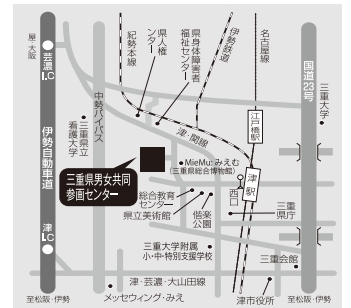 至名古屋・大阪
芸濃I.C
伊勢自動車道
津I.C
至松阪・伊勢
三重県立
看護大学
中勢バイパス
紀勢本線
県人権
センター
県身体障害者
福祉センター
伊勢鉄道
名古屋線
江戸橋駅
国道23号
三重大学
津・関線
MieMu:みえむ
(三重県総合博物館)
三重県男女共同
参画センター
総合教育
センター
県立美術館
偕楽
公園
西口
津駅
三重
県庁
三重大学附属
小・中・特別支援学校
三重会館
津・芸濃・大山田線
メッセウィング・みえ
津市役所
至松阪・伊勢